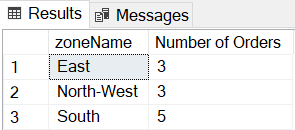 Results Messages
zoneName Number of Orders
1 East 3
2 North-West 3
3 South 5